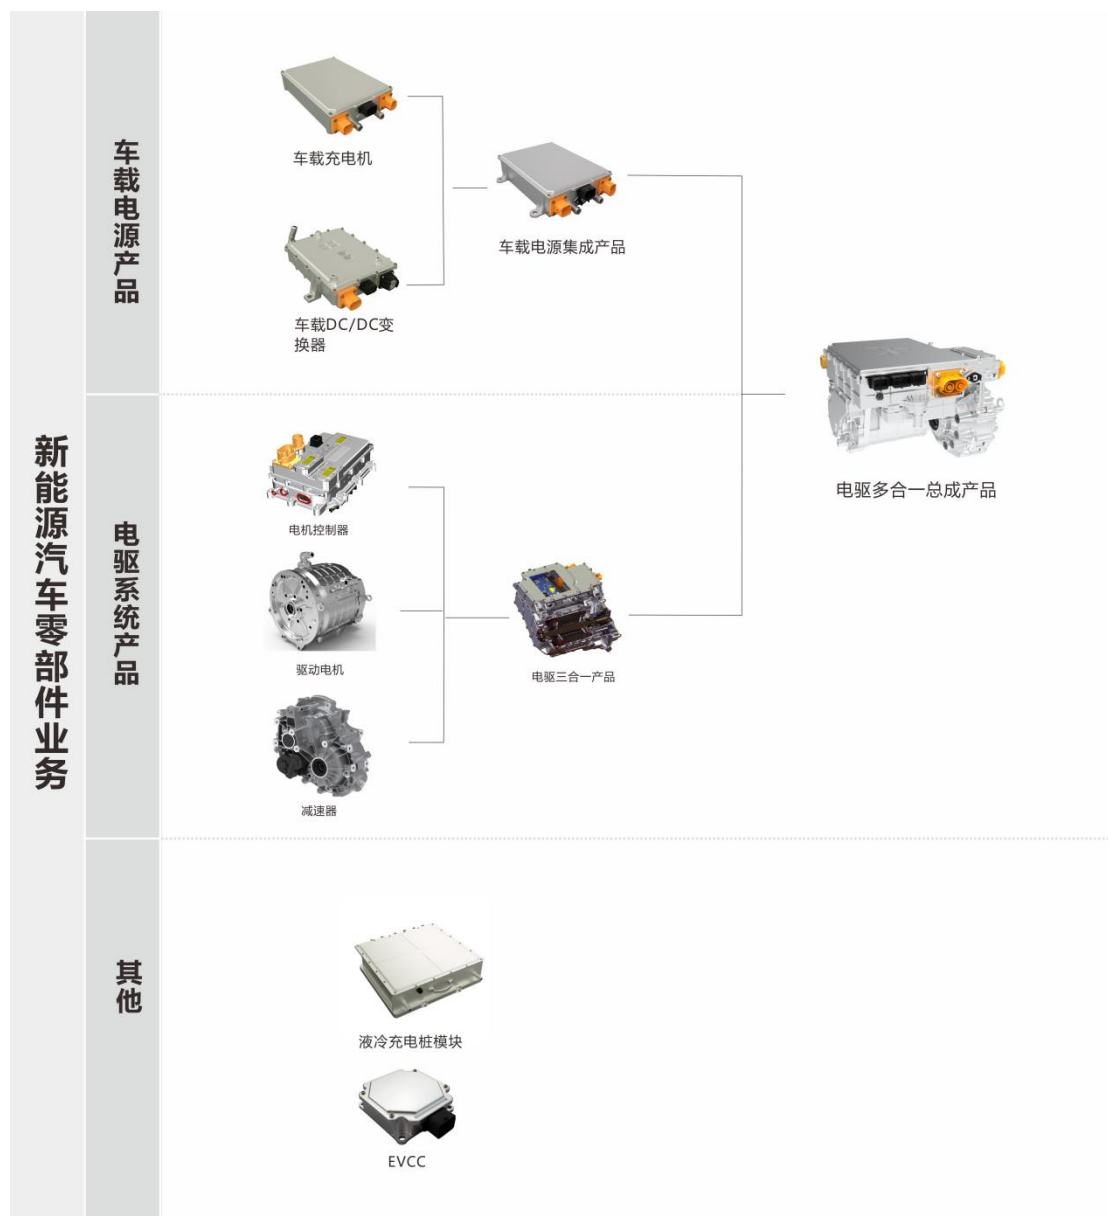 新能源汽车零部件业务
车载电源产品
车载充电机
车载DC/DC变
换器
车载电源集成产品
电驱系统产品
电机控制器
驱动电机
减速器
电驱三合一产品
电驱多合一总成产品
其他
液冷充电桩模块
EVCC